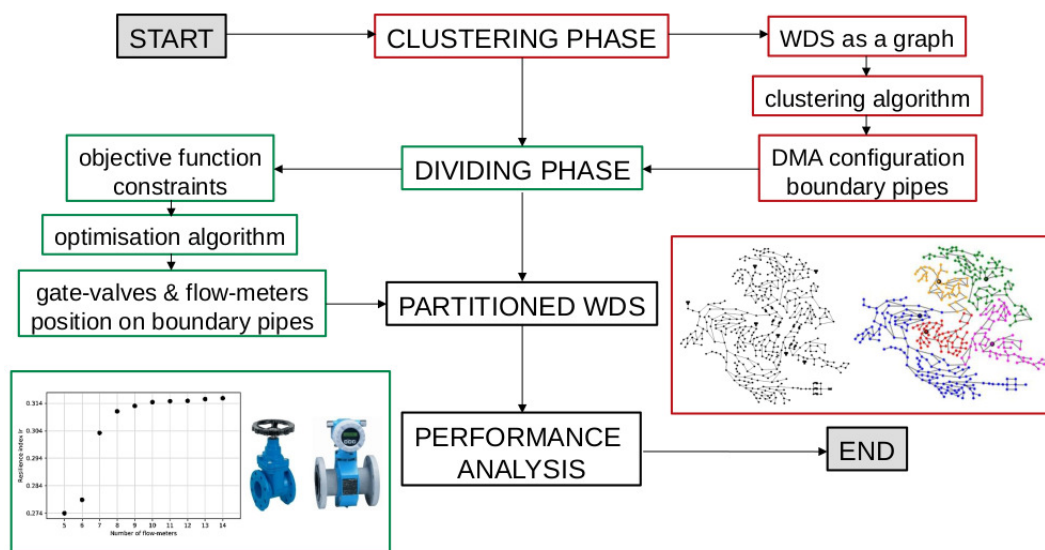 START
CLUSTERING PHASE
WDS as a graph
clustering algorithm
DMA configuration
boundary pipes
DIVIDING PHASE
objective function
constraints
optimisation algorithm
gate-valves & flow-meters
position on boundary pipes
PARTITIONED WDS
PERFORMANCE
ANALYSIS
END
Resilience index Ir
0.314
0.304
0.294
0.284
0.274
5 6 7 8 9 10 11 12 13 14
Number of flow-meters